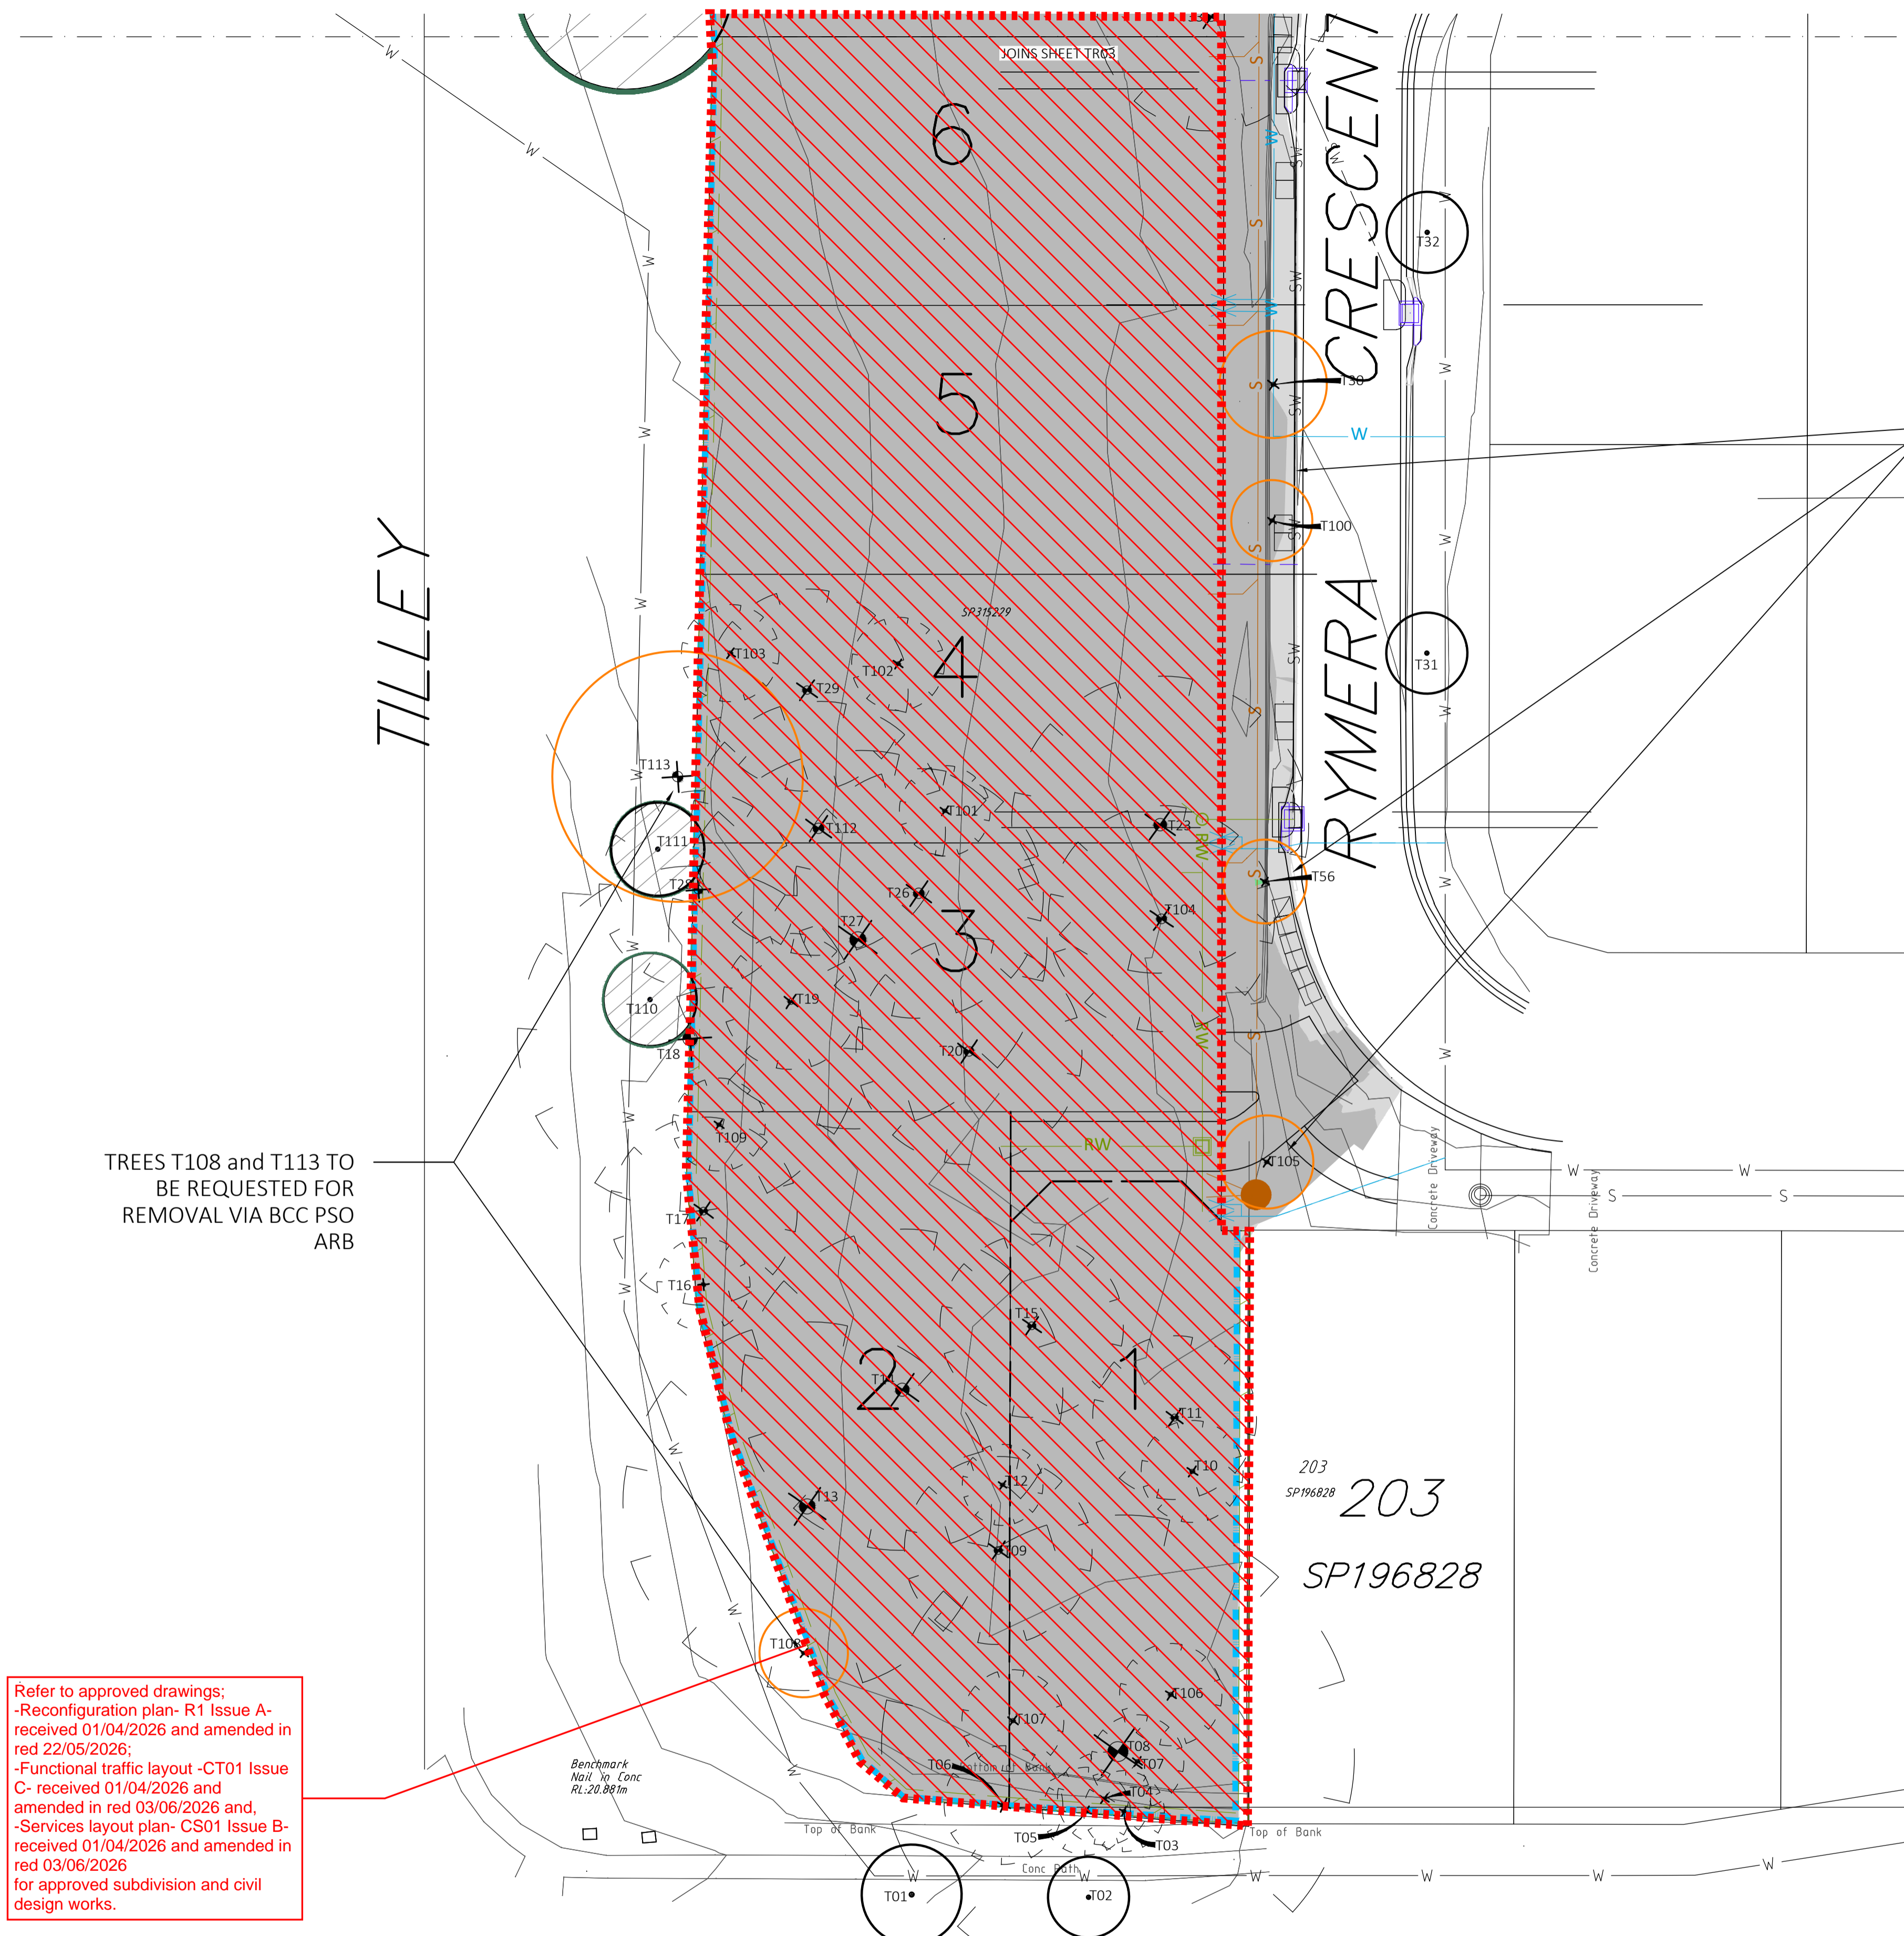 JOINS SHEET TR03
6
5
4
3
2
1
SP315229
TILLEY
RYMERA CRESCENT
T32
T30
T100
T31
T103
T102
T29
T113
T101
T112
T23
T111
T28
T56
T26
T27
T104
T19
T110
T20
T18
T109
T105
T17
T16
T15
T14
T11
T10
T12
T13
T09
T108
T106
T107
T08
T07
T06
T04
T05
T03
T01
T02
W
S
SW
RW
TREES T108 and T113 TO
BE REQUESTED FOR
REMOVAL VIA BCC PSO
ARB
Concrete Driveway
Concrete Driveway
203
SP196828
203
SP196828
Refer to approved drawings;
-Reconfiguration plan- R1 Issue A-
received 01/04/2026 and amended in
red 22/05/2026;
-Functional traffic layout -CT01 Issue
C- received 01/04/2026 and
amended in red 03/06/2026 and,
-Services layout plan- CS01 Issue B-
received 01/04/2026 and amended in
red 03/06/2026
for approved subdivision and civil
design works.
Benchmark
Nail in Conc
RL:20.881m
Bottom of Bank
Top of Bank
Top of Bank
Conc Path